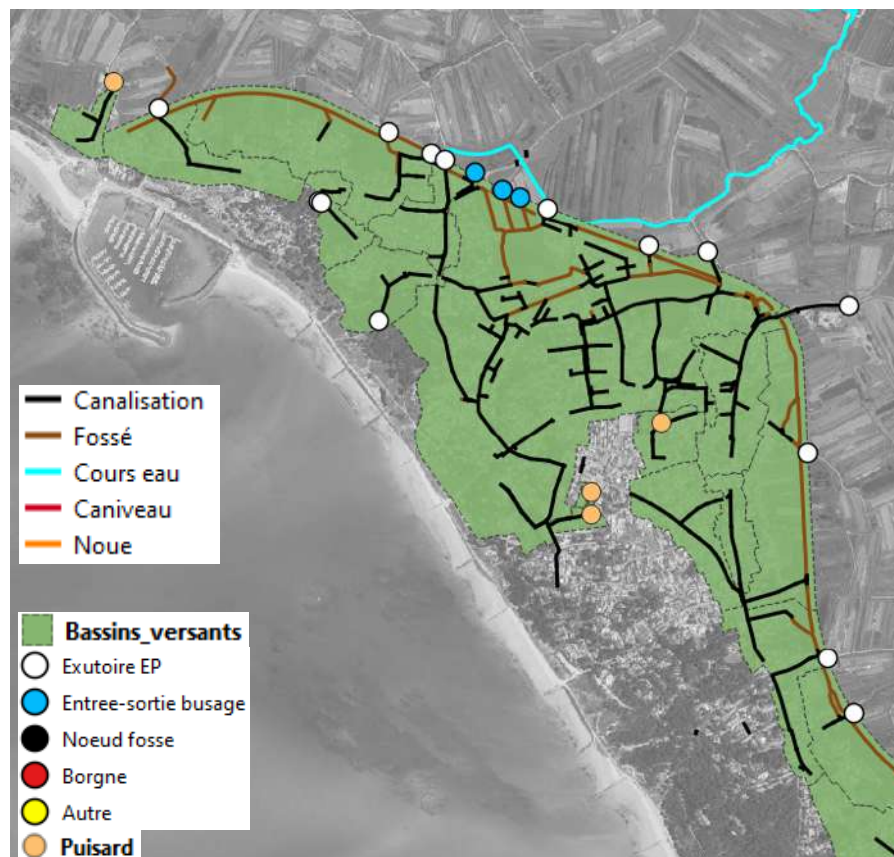 Canalisation
Fossé
Cours eau
Caniveau
Noue
Bassins_versants
Exutoire EP
Entree-sortie busage
Noeud fosse
Borgne
Autre
Puisard